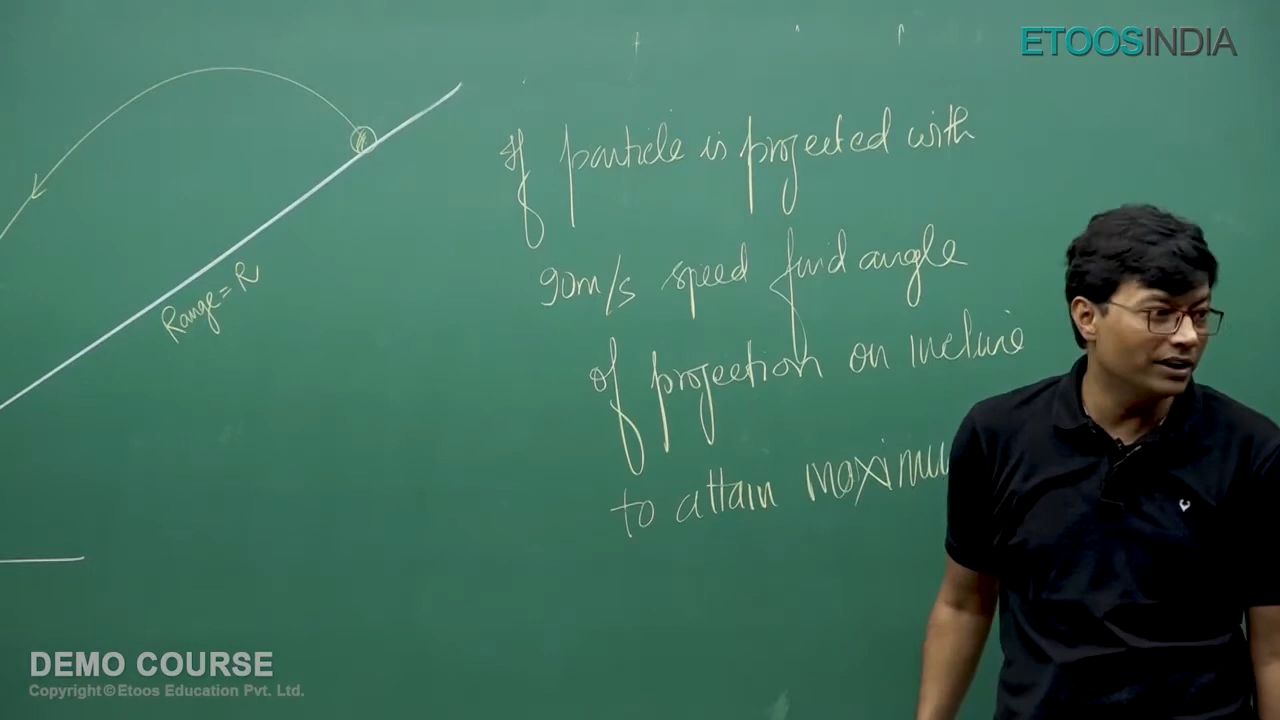 ETOOSINDIA
Range = R
If particle is projected with
90m/s speed find angle
of projection on incline
to attain maximu
DEMO COURSE
Copyright © Etoos Education Pvt. Ltd.